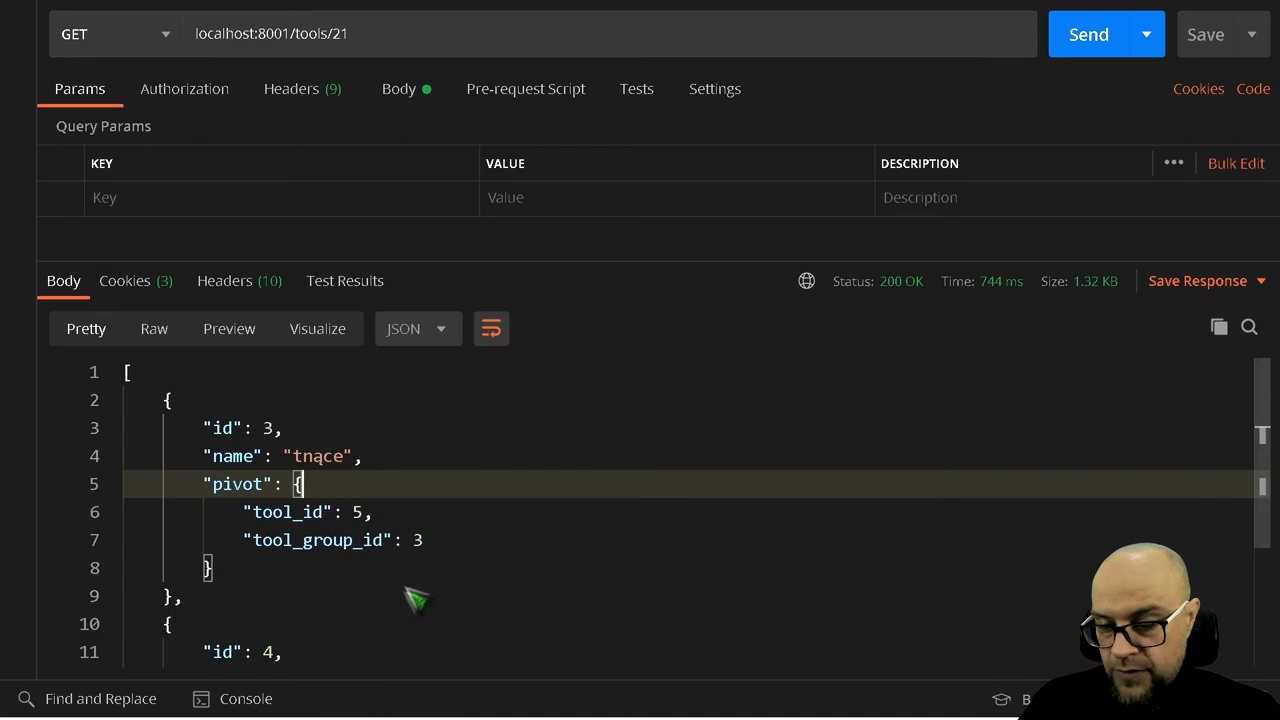 GET localhost:8001/tools/21 Send Save
Params Authorization Headers (9) Body Pre-request Script Tests Settings Cookies Code
Query Params
KEY VALUE DESCRIPTION ••• Bulk Edit
Key Value Description
Body Cookies (3) Headers (10) Test Results Status: 200 OK Time: 744 ms Size: 1.32 KB Save Response
Pretty Raw Preview Visualize JSON
1 [
2 {
3 "id": 3,
4 "name": "tnące",
5 "pivot": {
6 "tool_id": 5,
7 "tool_group_id": 3
8 }
9 },
10 {
11 "id": 4,
Find and Replace Console